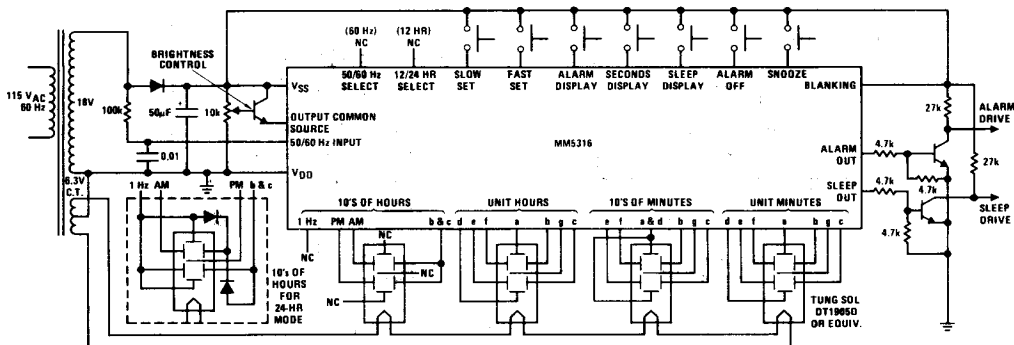 (60 Hz) NC
(12 HR) NC
BRIGHTNESS CONTROL
50/60 Hz SELECT
12/24 HR SELECT
SLOW SET
FAST SET
ALARM DISPLAY
SECONDS DISPLAY
SLEEP DISPLAY
ALARM OFF
SNOOZE
115 VAC
60 Hz
18V
100k
50µF
+
10k
VSS
OUTPUT COMMON SOURCE
50/60 Hz INPUT
VDD
0.01
MM5316
BLANKING
27k
ALARM DRIVE
ALARM OUT
4.7k
27k
4.7k
SLEEP OUT
4.7k
SLEEP DRIVE
4.7k
6.3V C.T.
1 Hz AM PM b & c
10's OF HOURS FOR 24-HR MODE
10'S OF HOURS
UNIT HOURS
10'S OF MINUTES
UNIT MINUTES
1 Hz PM AM b & c d e f a b g c e f a & d b g c d e f a b g c
NC
NC
NC
NC
TUNG SOL
DT1905D
OR EQUIV.